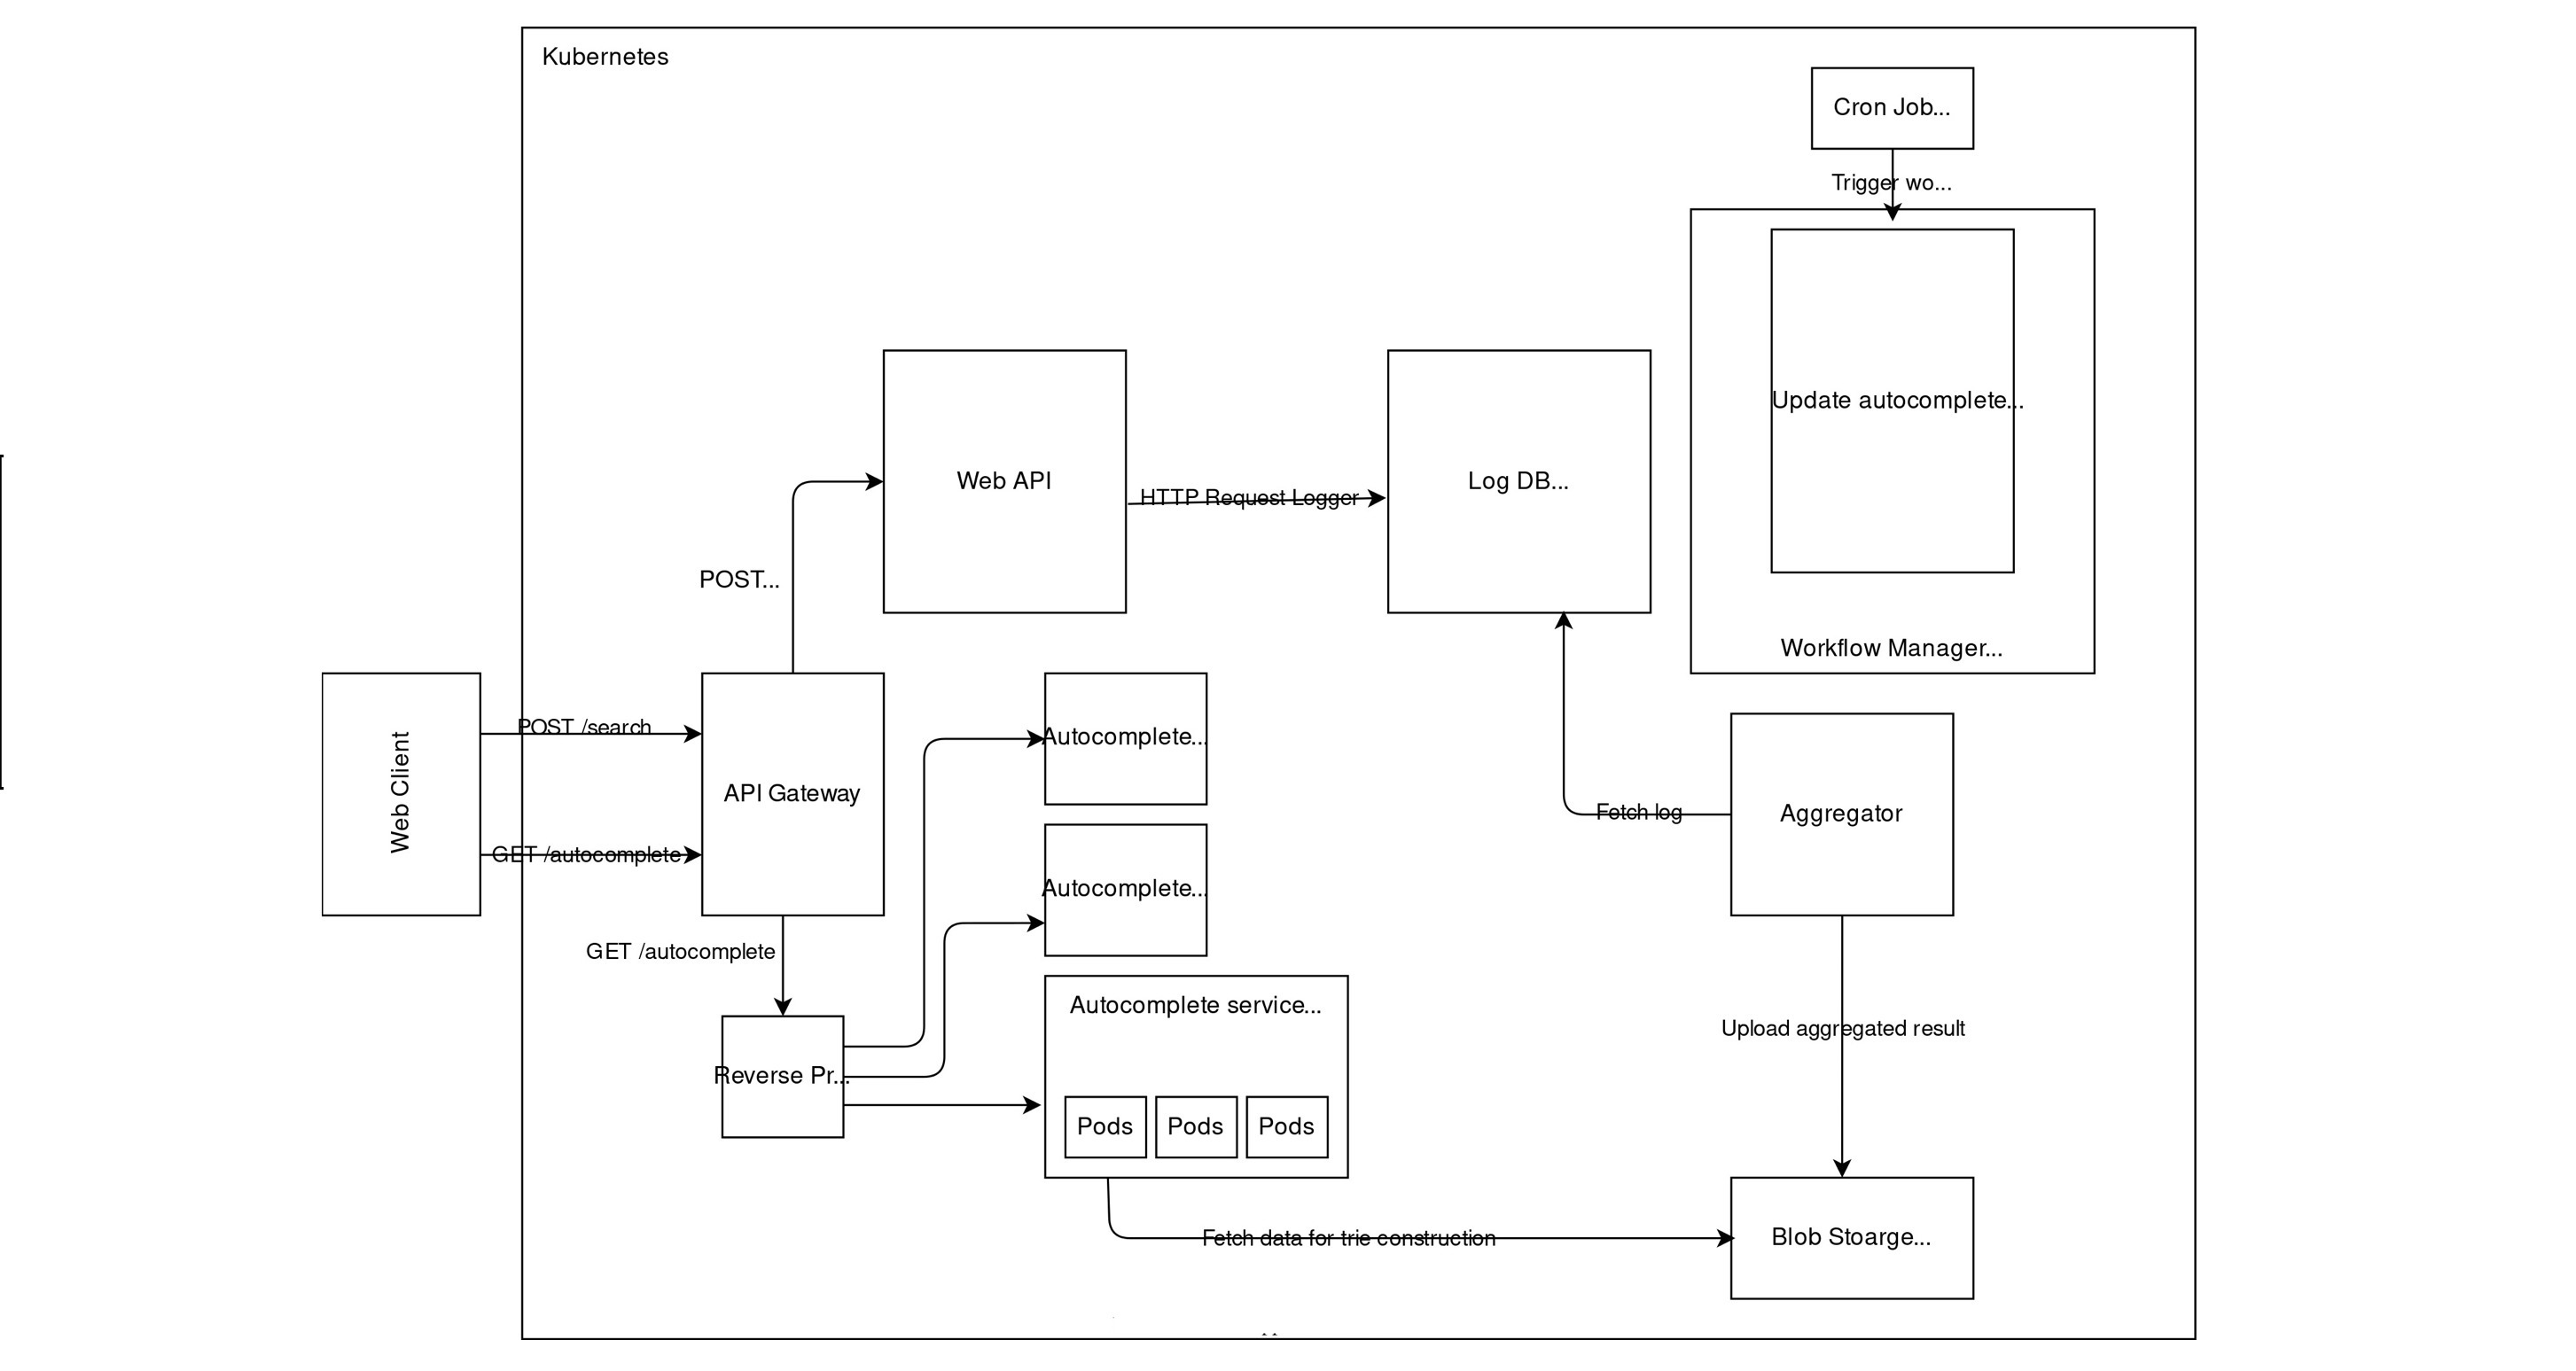 Kubernetes
Cron Job...
Trigger wo...
Update autocomplete...
Web API
HTTP Request Logger
Log DB...
POST...
Workflow Manager...
Web Client
POST /search
GET /autocomplete
API Gateway
Autocomplete...
Autocomplete...
Fetch log
Aggregator
GET /autocomplete
Reverse Pr...
Autocomplete service...
Pods
Pods
Pods
Upload aggregated result
Fetch data for trie construction
Blob Stoarge...